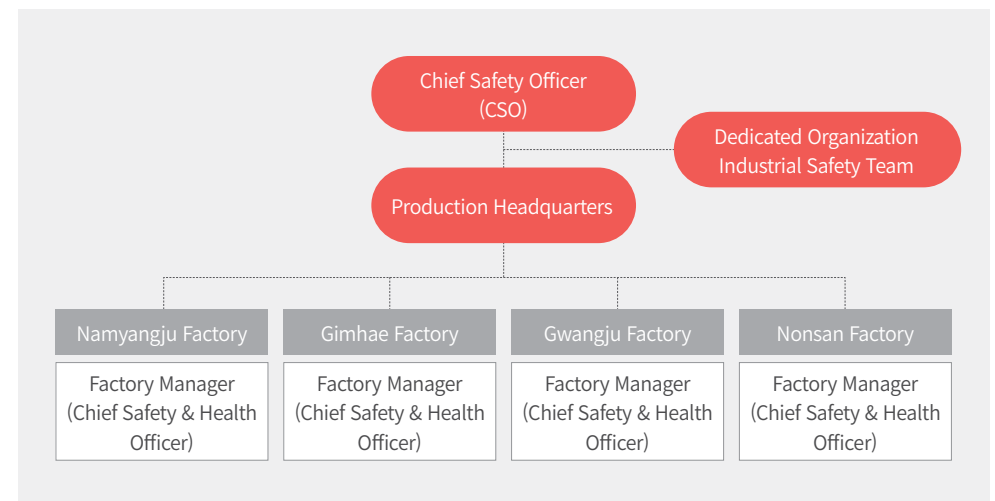 Chief Safety Officer
(CSO)
Dedicated Organization
Industrial Safety Team
Production Headquarters
Namyangju Factory
Factory Manager
(Chief Safety & Health
Officer)
Gimhae Factory
Factory Manager
(Chief Safety & Health
Officer)
Gwangju Factory
Factory Manager
(Chief Safety & Health
Officer)
Nonsan Factory
Factory Manager
(Chief Safety & Health
Officer)